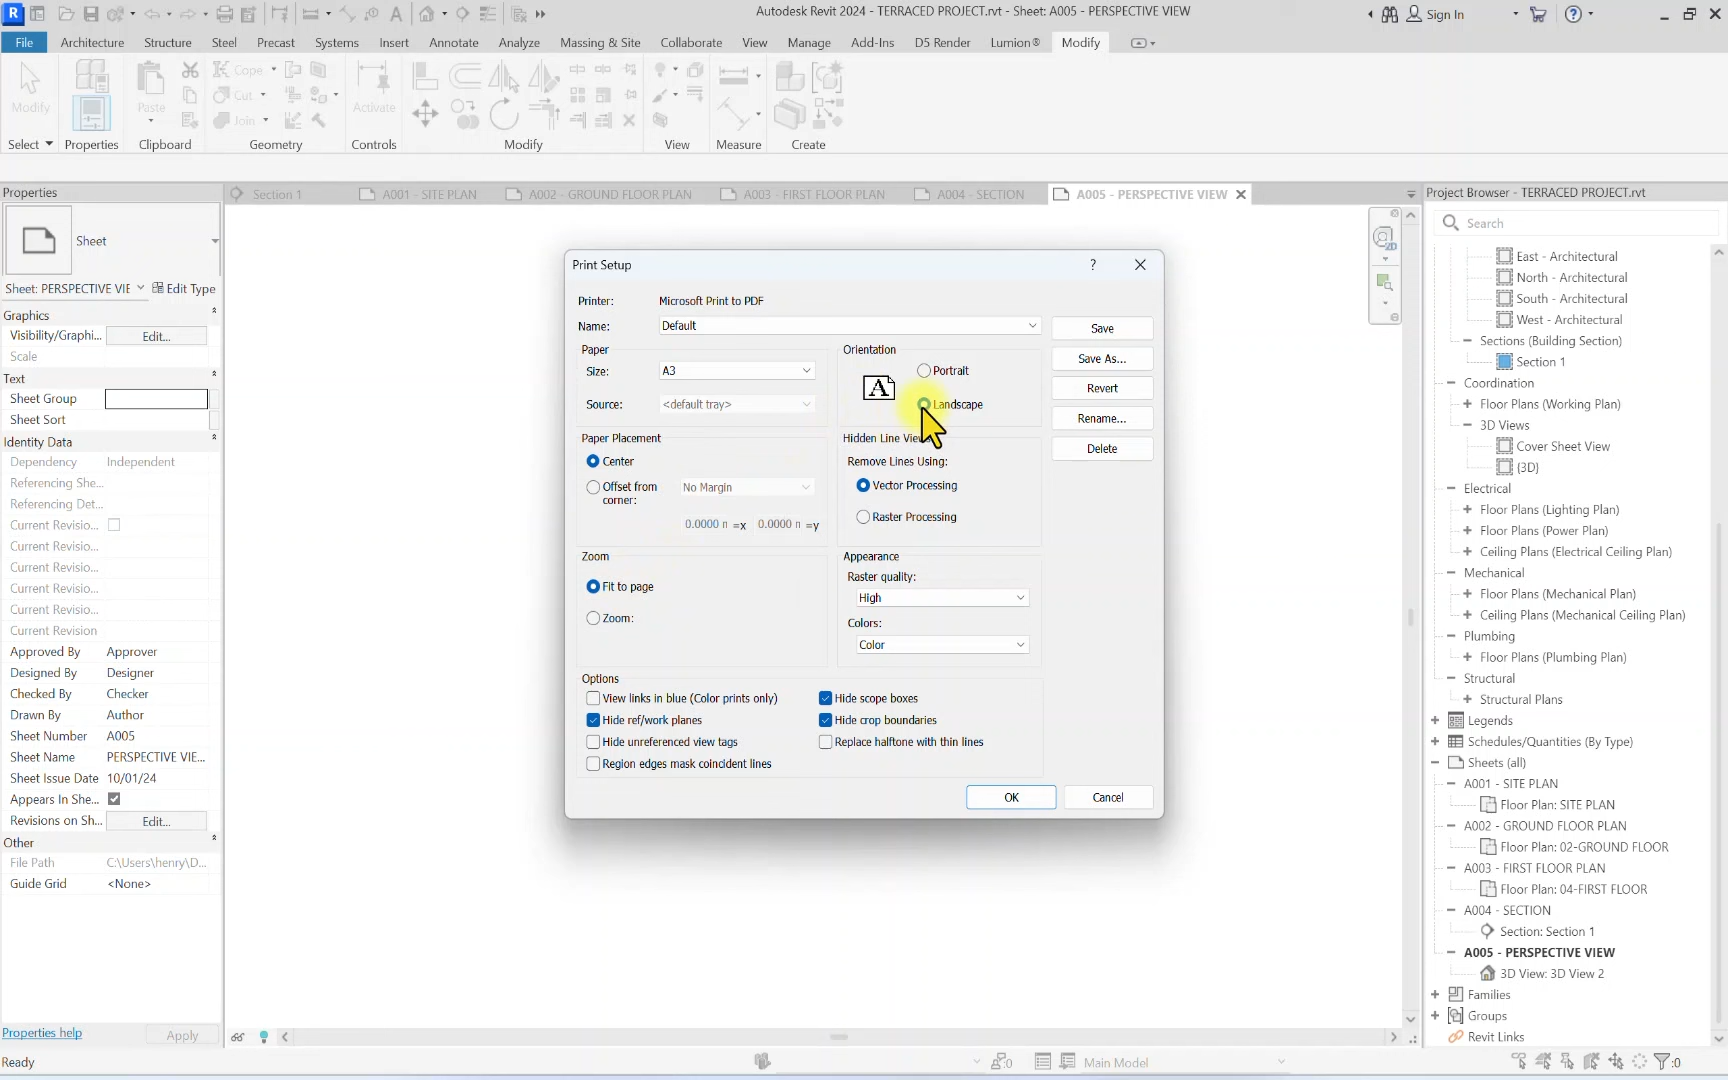 Autodesk Revit 2024 - TERRACED PROJECT.rvt - Sheet: A005 - PERSPECTIVE VIEW
Sign In
File Architecture Structure Steel Precast Systems Insert Annotate Analyze Massing & Site Collaborate View Manage Add-Ins D5 Render Lumion® Modify
Modify Paste Cope Cut Join Activate
Select Properties Clipboard Geometry Controls Modify View Measure Create
Properties
Sheet
Sheet: PERSPECTIVE VIE Edit Type
Graphics
Visibility/Graphi... Edit...
Scale
Text
Sheet Group
Sheet Sort
Identity Data
Dependency Independent
Referencing She...
Referencing Det...
Current Revisio...
Current Revisio...
Current Revisio...
Current Revisio...
Current Revisio...
Current Revision
Approved By Approver
Designed By Designer
Checked By Checker
Drawn By Author
Sheet Number A005
Sheet Name PERSPECTIVE VIE...
Sheet Issue Date 10/01/24
Appears In She...
Revisions on Sh... Edit...
Other
File Path C:\Users\henry\D...
Guide Grid <None>
Properties help Apply
Ready
Section 1 A001 - SITE PLAN A002 - GROUND FLOOR PLAN A003 - FIRST FLOOR PLAN A004 - SECTION A005 - PERSPECTIVE VIEW
Print Setup
?
Printer: Microsoft Print to PDF
Name: Default
Save
Paper
Size: A3
Source: <default tray>
Orientation
A
Portrait
Landscape
Save As...
Revert
Rename...
Delete
Paper Placement
Center
Offset from corner: No Margin
0.0000 n =x 0.0000 n =y
Hidden Line Views
Remove Lines Using:
Vector Processing
Raster Processing
Zoom
Fit to page
Zoom:
Appearance
Raster quality:
High
Colors:
Color
Options
View links in blue (Color prints only)
Hide scope boxes
Hide ref/work planes
Hide crop boundaries
Hide unreferenced view tags
Replace halftone with thin lines
Region edges mask coincident lines
OK Cancel
Project Browser - TERRACED PROJECT.rvt
Search
East - Architectural
North - Architectural
South - Architectural
West - Architectural
Sections (Building Section)
Section 1
Coordination
Floor Plans (Working Plan)
3D Views
Cover Sheet View
{3D}
Electrical
Floor Plans (Lighting Plan)
Floor Plans (Power Plan)
Ceiling Plans (Electrical Ceiling Plan)
Mechanical
Floor Plans (Mechanical Plan)
Ceiling Plans (Mechanical Ceiling Plan)
Plumbing
Floor Plans (Plumbing Plan)
Structural
Structural Plans
Legends
Schedules/Quantities (By Type)
Sheets (all)
A001 - SITE PLAN
Floor Plan: SITE PLAN
A002 - GROUND FLOOR PLAN
Floor Plan: 02-GROUND FLOOR
A003 - FIRST FLOOR PLAN
Floor Plan: 04-FIRST FLOOR
A004 - SECTION
Section: Section 1
A005 - PERSPECTIVE VIEW
3D View: 3D View 2
Families
Groups
Revit Links
:0 Main Model :0